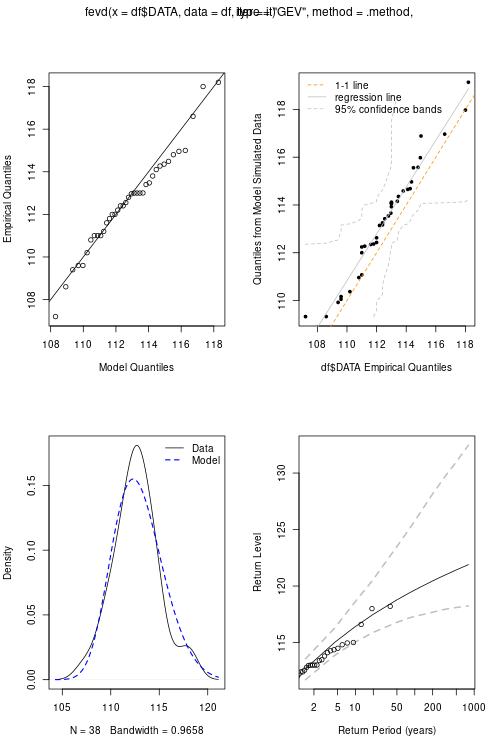 fevd(x = df$DATA, data = df, type = "GEV", method = .method,
118
116
114
112
110
108
Empirical Quantiles
108 110 112 114 116 118
Model Quantiles
1-1 line
regression line
95% confidence bands
118
116
114
112
110
Quantiles from Model Simulated Data
108 110 112 114 116 118
df$DATA Empirical Quantiles
Data
Model
0.15
0.10
0.05
0.00
Density
105 110 115 120
N = 38 Bandwidth = 0.9658
130
125
120
115
Return Level
2 5 10 50 200 1000
Return Period (years)